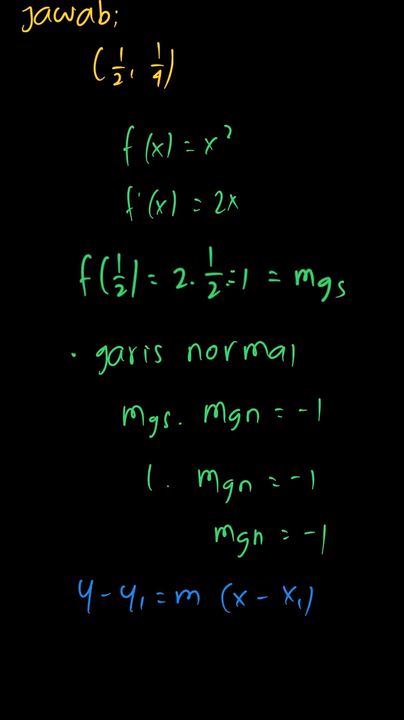 jawab:
(1/2, 1/4)
f(x) = x²
f'(x) = 2x
f(1/2) = 2. 1/2 = 1 = mgs
• garis normal
mgs. mgn = -1
1. mgn = -1
mgn = -1
y - y₁ = m (x - x₁)